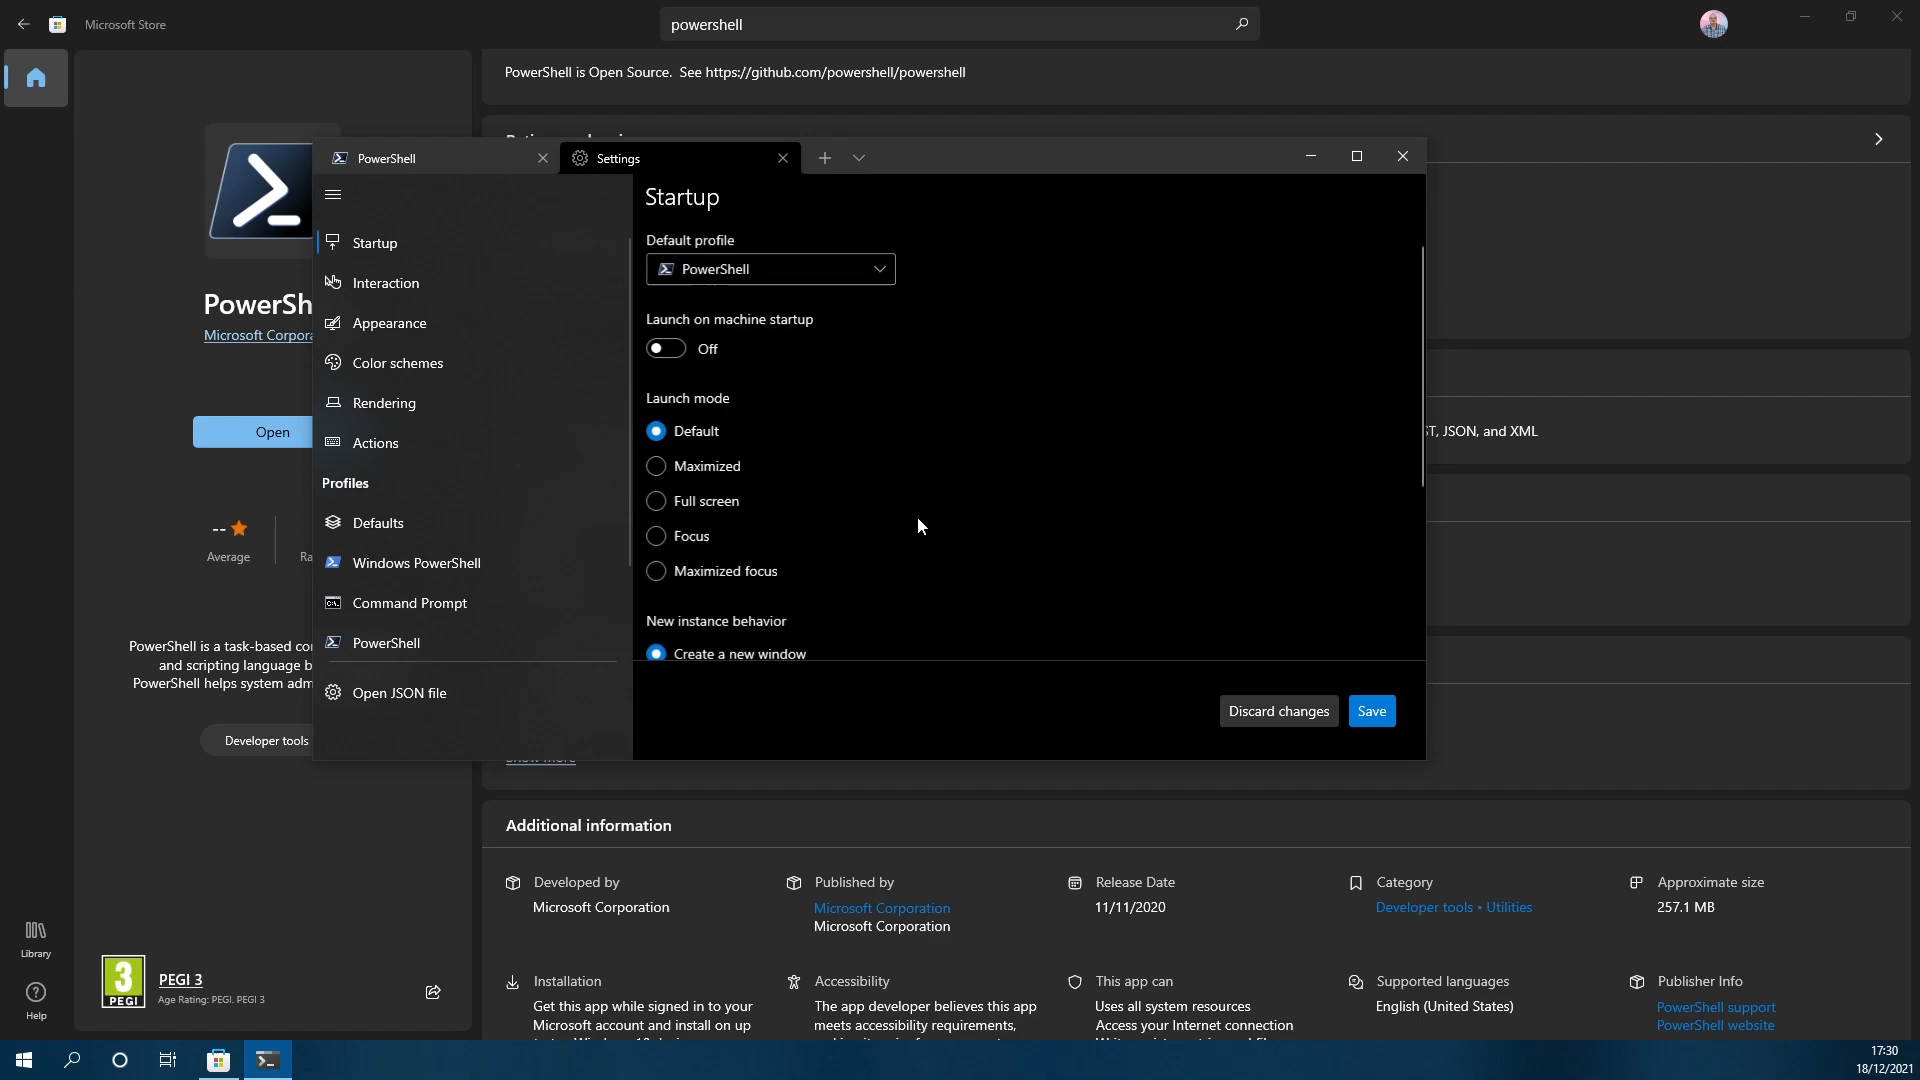 Microsoft Store
powershell
PowerShell is Open Source. See https://github.com/powershell/powershell
PowerShell
Settings
Startup
Interaction
Appearance
Color schemes
Rendering
Actions
Profiles
Defaults
Windows PowerShell
Command Prompt
PowerShell
Open JSON file
Startup
Default profile
PowerShell
Launch on machine startup
Off
Launch mode
Default
Maximized
Full screen
Focus
Maximized focus
New instance behavior
Create a new window
Discard changes
Save
PowerSh
Microsoft Corpora
Open
--
Average
Ra
PowerShell is a task-based co
and scripting language b
PowerShell helps system adm
Developer tools
PEGI 3
Age Rating: PEGI. PEGI 3
3
PEGI
Library
Help
ST, JSON, and XML
Show more
Additional information
Developed by
Microsoft Corporation
Published by
Microsoft Corporation
Microsoft Corporation
Release Date
11/11/2020
Category
Developer tools • Utilities
Approximate size
257.1 MB
Installation
Get this app while signed in to your
Microsoft account and install on up
Accessibility
The app developer believes this app
meets accessibility requirements,
This app can
Uses all system resources
Access your Internet connection
Supported languages
English (United States)
Publisher Info
PowerShell support
PowerShell website
17:30
18/12/2021